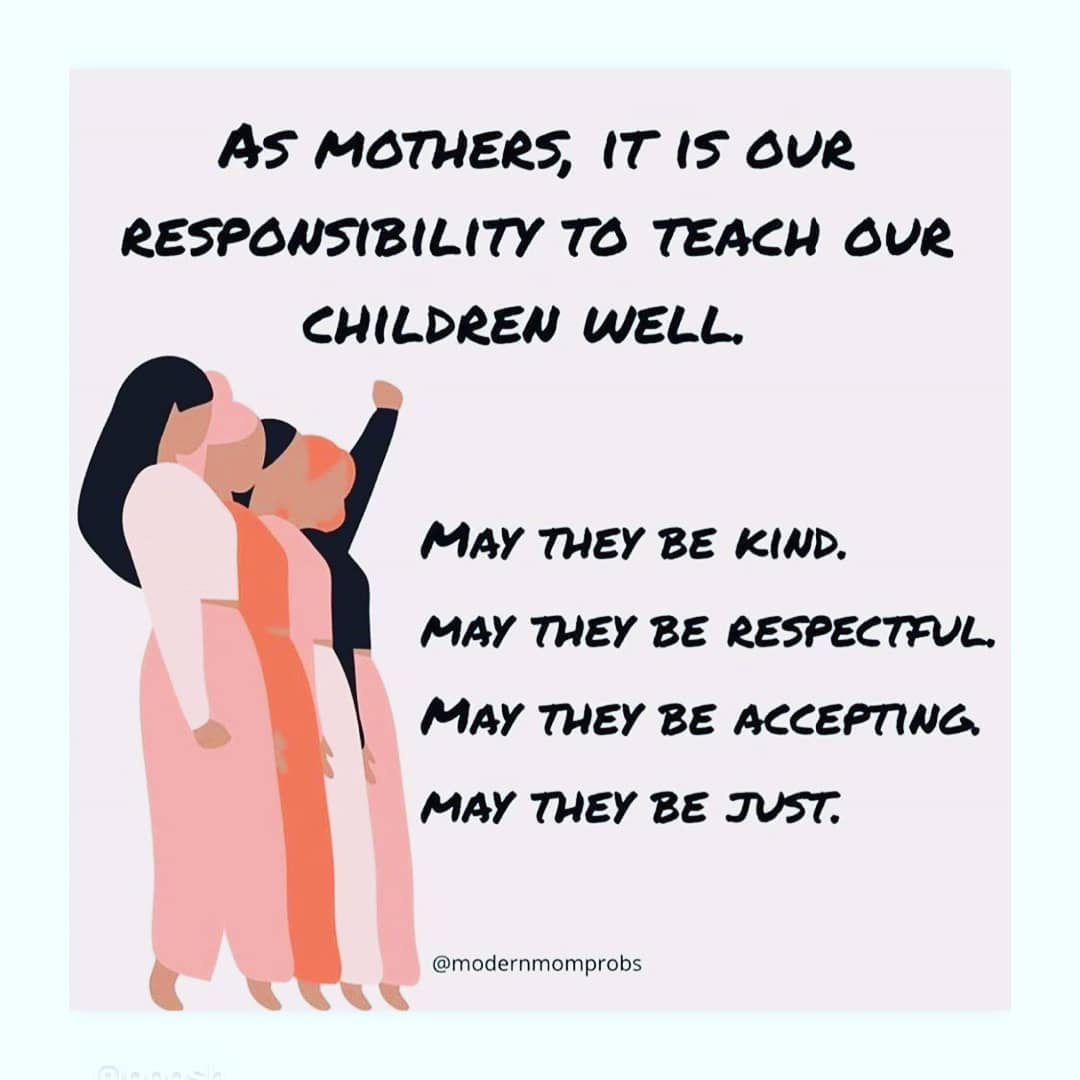 As mothers, it is our
responsibility to teach our
children well.
May they be kind.
may they be respectful.
May they be accepting.
may they be just.
@modernmomprobs